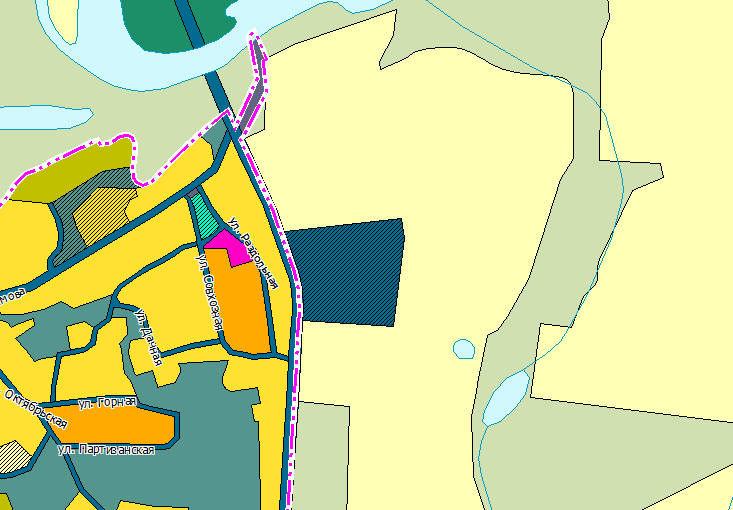 ул. Раздольная
ул. Совхозная
мова
ул. Дачная
Октябрьская
ул. Горная
ул. Партизанская